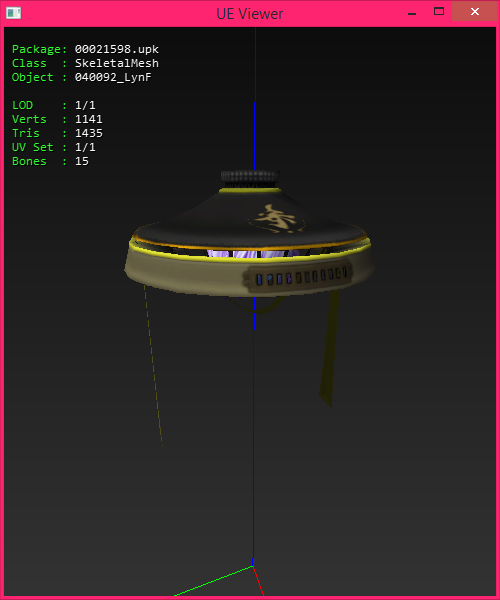 UE Viewer
Package: 00021598.upk
Class : SkeletalMesh
Object : 040092_LynF
LOD : 1/1
Verts : 1141
Tris : 1435
UV Set : 1/1
Bones : 15